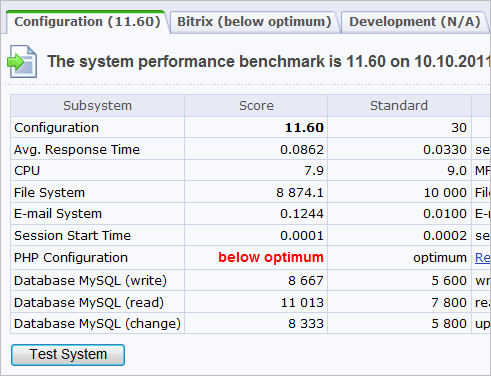 Configuration (11.60) Bitrix (below optimum) Development (N/A)
The system performance benchmark is 11.60 on 10.10.2011
Subsystem Score Standard
Configuration 11.60 30
Avg. Response Time 0.0862 0.0330 se
CPU 7.9 9.0
File System 8 874.1 10 000
E-mail System 0.1244 0.0100
Session Start Time 0.0001 0.0002 se
PHP Configuration below optimum optimum Re
Database MySQL (write) 8 667 5 600 wr
Database MySQL (read) 11 013 7 800 rea
Database MySQL (change) 8 333 5 800 up
Test System